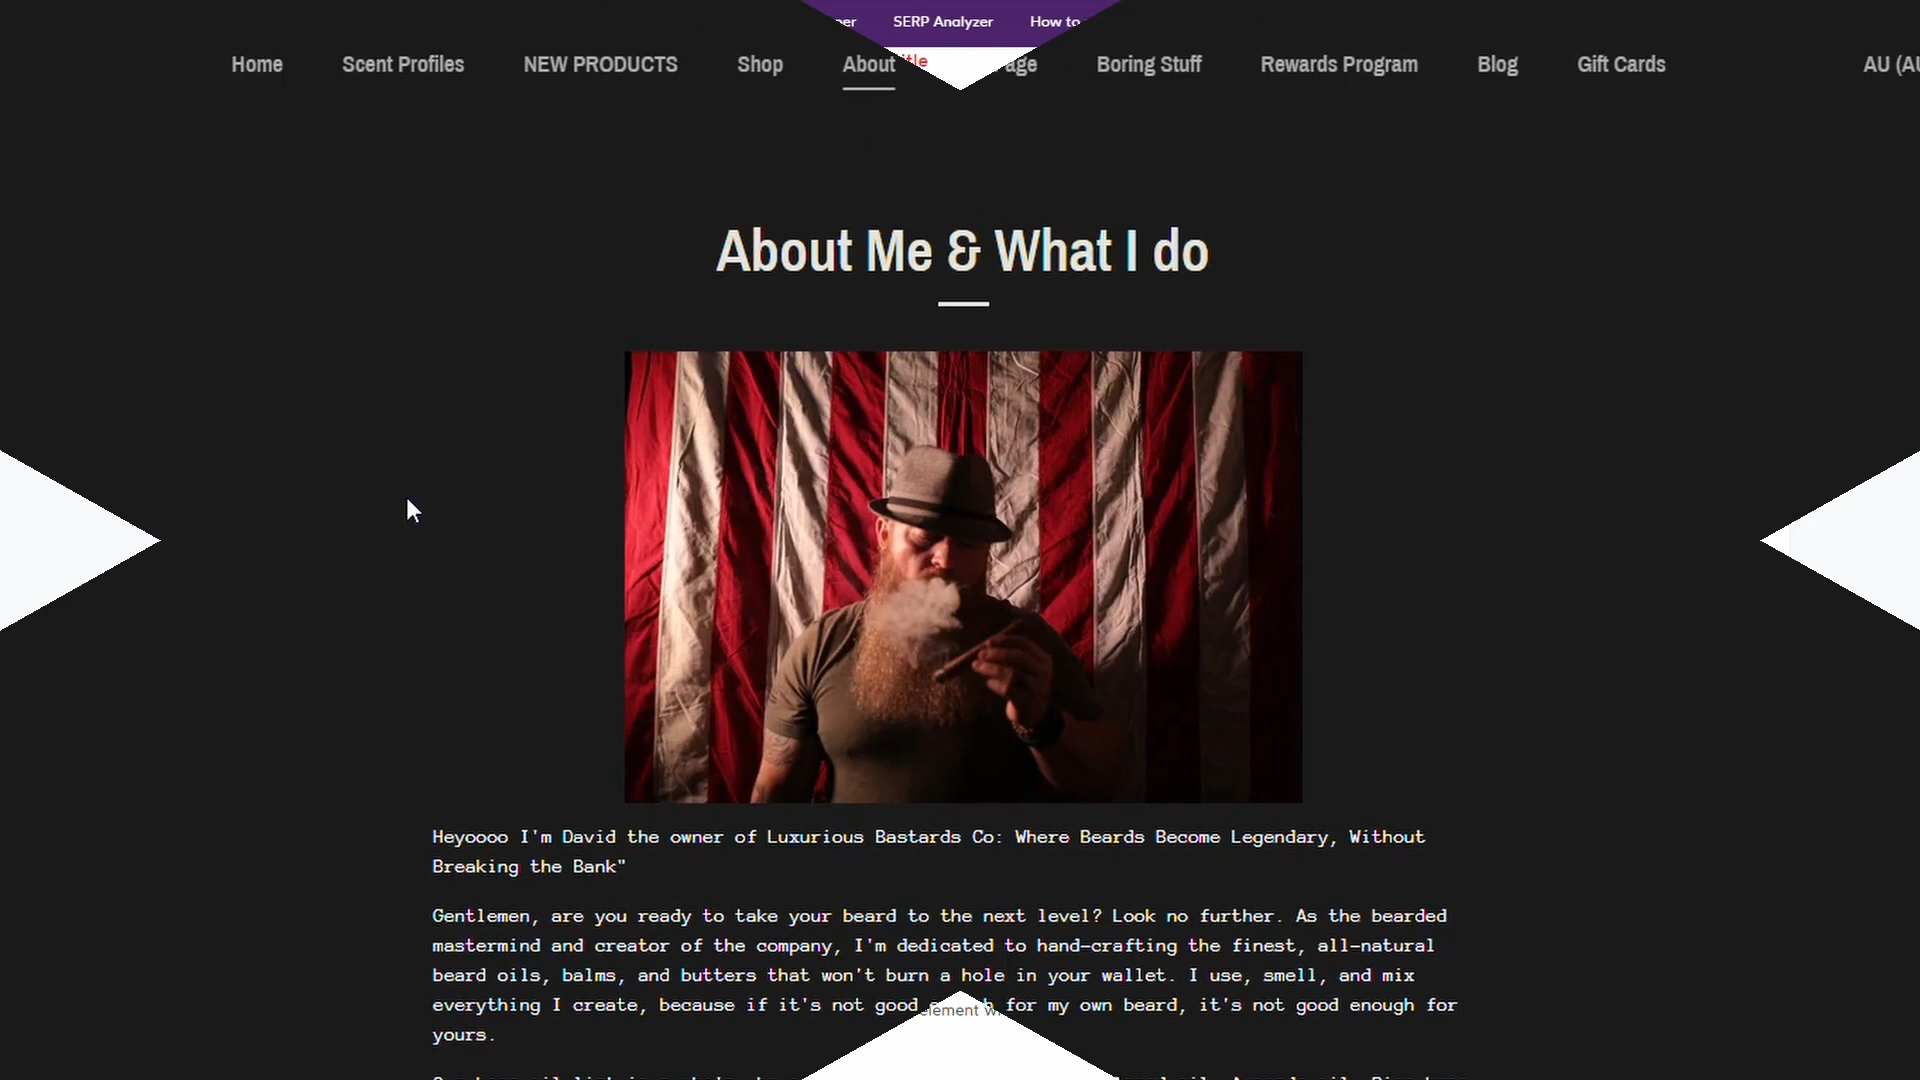 SERP Analyzer How to
Home Scent Profiles NEW PRODUCTS Shop About Boring Stuff Rewards Program Blog Gift Cards AU
About Me & What I do
Heyoooo I'm David the owner of Luxurious Bastards Co: Where Beards Become Legendary, Without
Breaking the Bank"
Gentlemen, are you ready to take your beard to the next level? Look no further. As the bearded
mastermind and creator of the company, I'm dedicated to hand-crafting the finest, all-natural
beard oils, balms, and butters that won't burn a hole in your wallet. I use, smell, and mix
everything I create, because if it's not good for my own beard, it's not good enough for
element
yours.